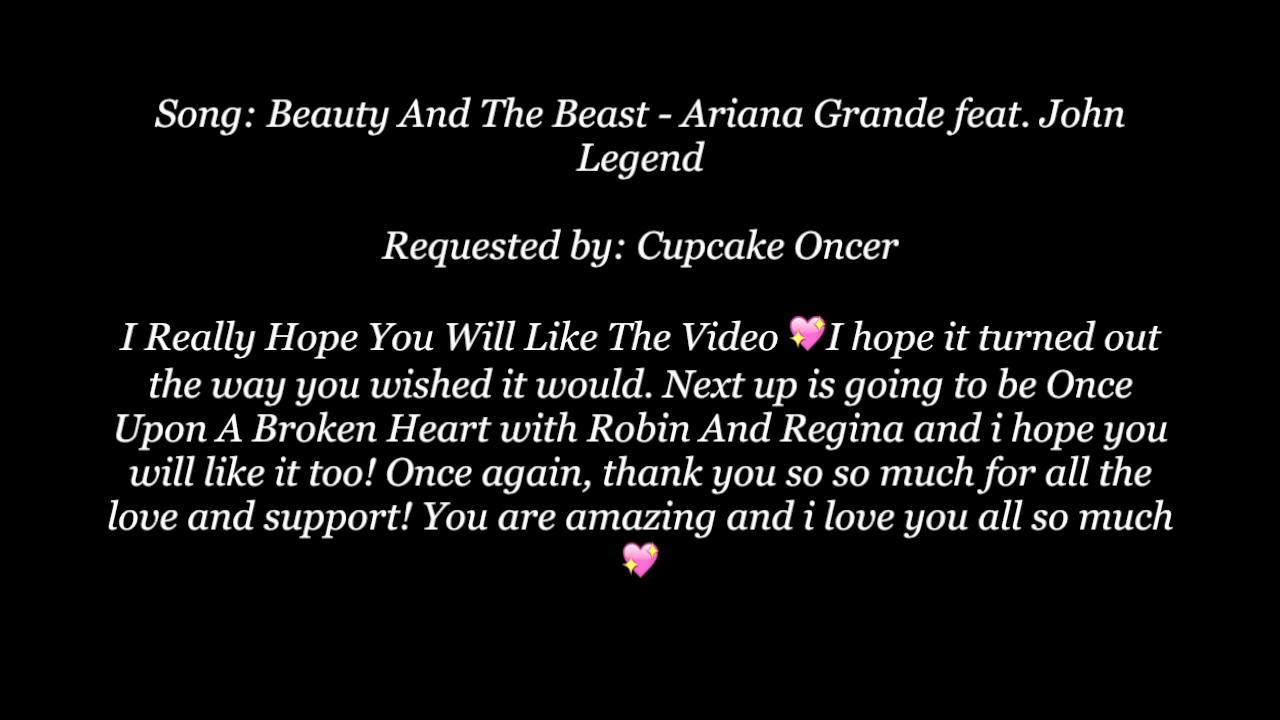 Song: Beauty And The Beast - Ariana Grande feat. John
Legend
Requested by: Cupcake Oncer
I Really Hope You Will Like The Video 💖I hope it turned out
the way you wished it would. Next up is going to be Once
Upon A Broken Heart with Robin And Regina and i hope you
will like it too! Once again, thank you so so much for all the
love and support! You are amazing and i love you all so much
💖